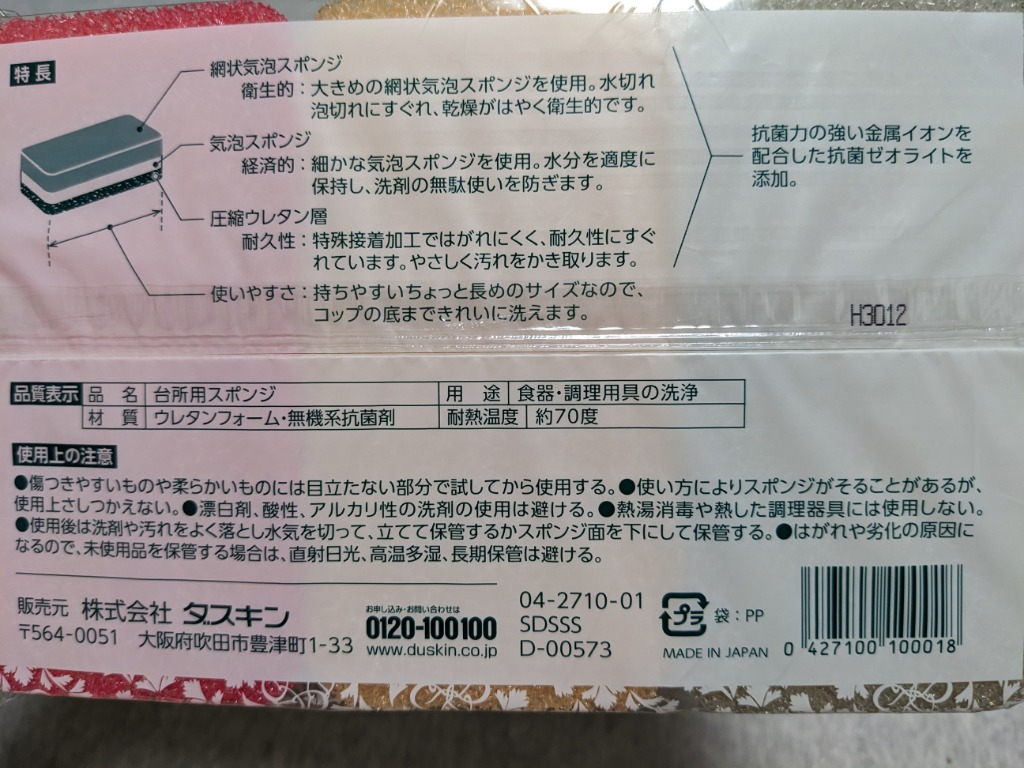 特長
網状気泡スポンジ
衛生的：大きめの網状気泡スポンジを使用。水切れ
泡切れにすぐれ、乾燥がはやく衛生的です。
気泡スポンジ
経済的：細かな気泡スポンジを使用。水分を適度に
保持し、洗剤の無駄使いを防ぎます。
圧縮ウレタン層
耐久性：特殊接着加工ではがれにくく、耐久性にすぐ
れています。やさしく汚れをかき取ります。
使いやすさ：持ちやすいちょっと長めのサイズなので、
コップの底まできれいに洗えます。
抗菌力の強い金属イオンを
配合した抗菌ゼオライトを
添加。
H3012
品質表示 品名 台所用スポンジ 用途 食器・調理用具の洗浄
材質 ウレタンフォーム・無機系抗菌剤 耐熱温度 約70度
使用上の注意
●傷つきやすいものや柔らかいものには目立たない部分で試してから使用する。●使い方によりスポンジがそることがあるが、
使用上さしつかえない。●漂白剤、酸性、アルカリ性の洗剤の使用は避ける。●熱湯消毒や熱した調理器具には使用しない。
●使用後は洗剤や汚れをよく落とし水気を切って、立てて保管するかスポンジ面を下にして保管する。●はがれや劣化の原因に
なるので、未使用品を保管する場合は、直射日光、高温多湿、長期保管は避ける。
販売元 株式会社 ダスキン
〒564-0051 大阪府吹田市豊津町1-33
お申し込み・お問い合わせは
0120-100100
www.duskin.co.jp
04-2710-01
SDSSS
D-00573
プラ 袋：PP
MADE IN JAPAN
0 427100 100018